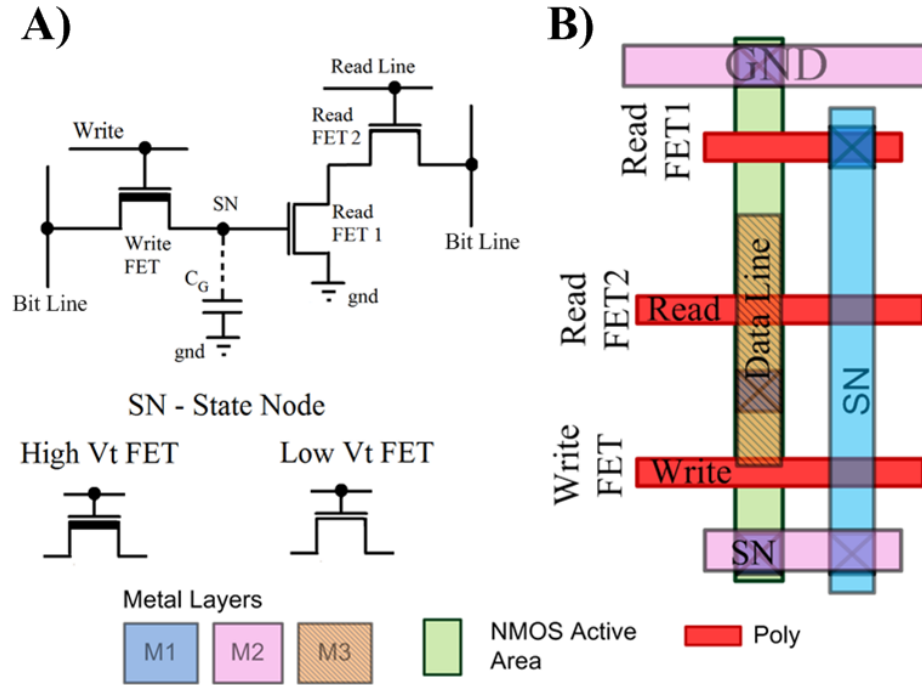 A)
Read Line
Read
FET 2
Write
SN
Write
FET
Read
FET 1
Bit Line
Bit Line
C_G
gnd
gnd
SN - State Node
High Vt FET
Low Vt FET
Metal Layers
M1
M2
M3
NMOS Active
Area
Poly
B)
GND
Read
FET1
Read
FET2
Read
Data Line
SN
Write
FET
Write
SN